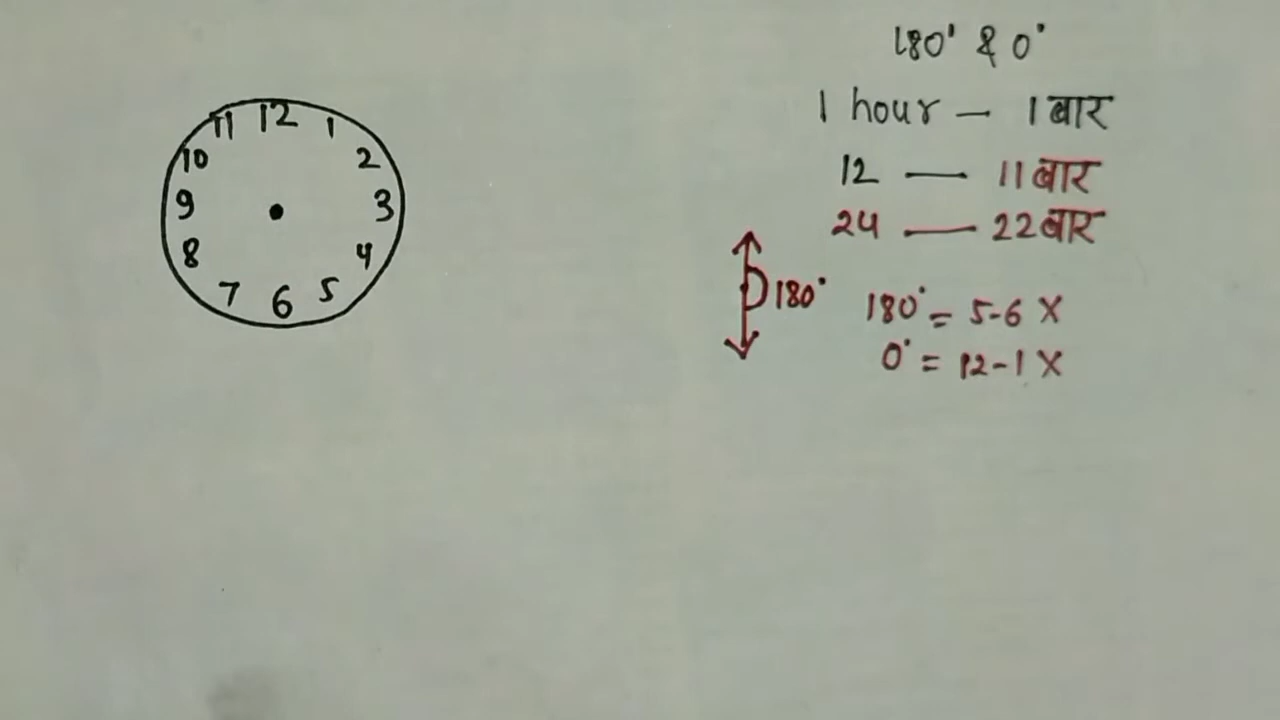 11 12 1
10 2
9 3
8 4
7 6 5
180° & 0°
1 hour — 1 बार
12 — 11 बार
24 — 22 बार
180°
180° = 5-6 X
0° = 12-1 X